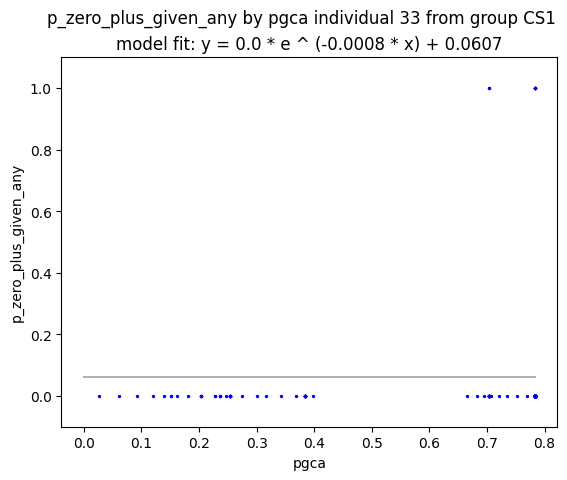 p_zero_plus_given_any by pgca individual 33 from group CS1
model fit: y = 0.0 * e ^ (-0.0008 * x) + 0.0607
1.0
0.8
0.6
0.4
0.2
0.0
p_zero_plus_given_any
0.0 0.1 0.2 0.3 0.4 0.5 0.6 0.7 0.8
pgca